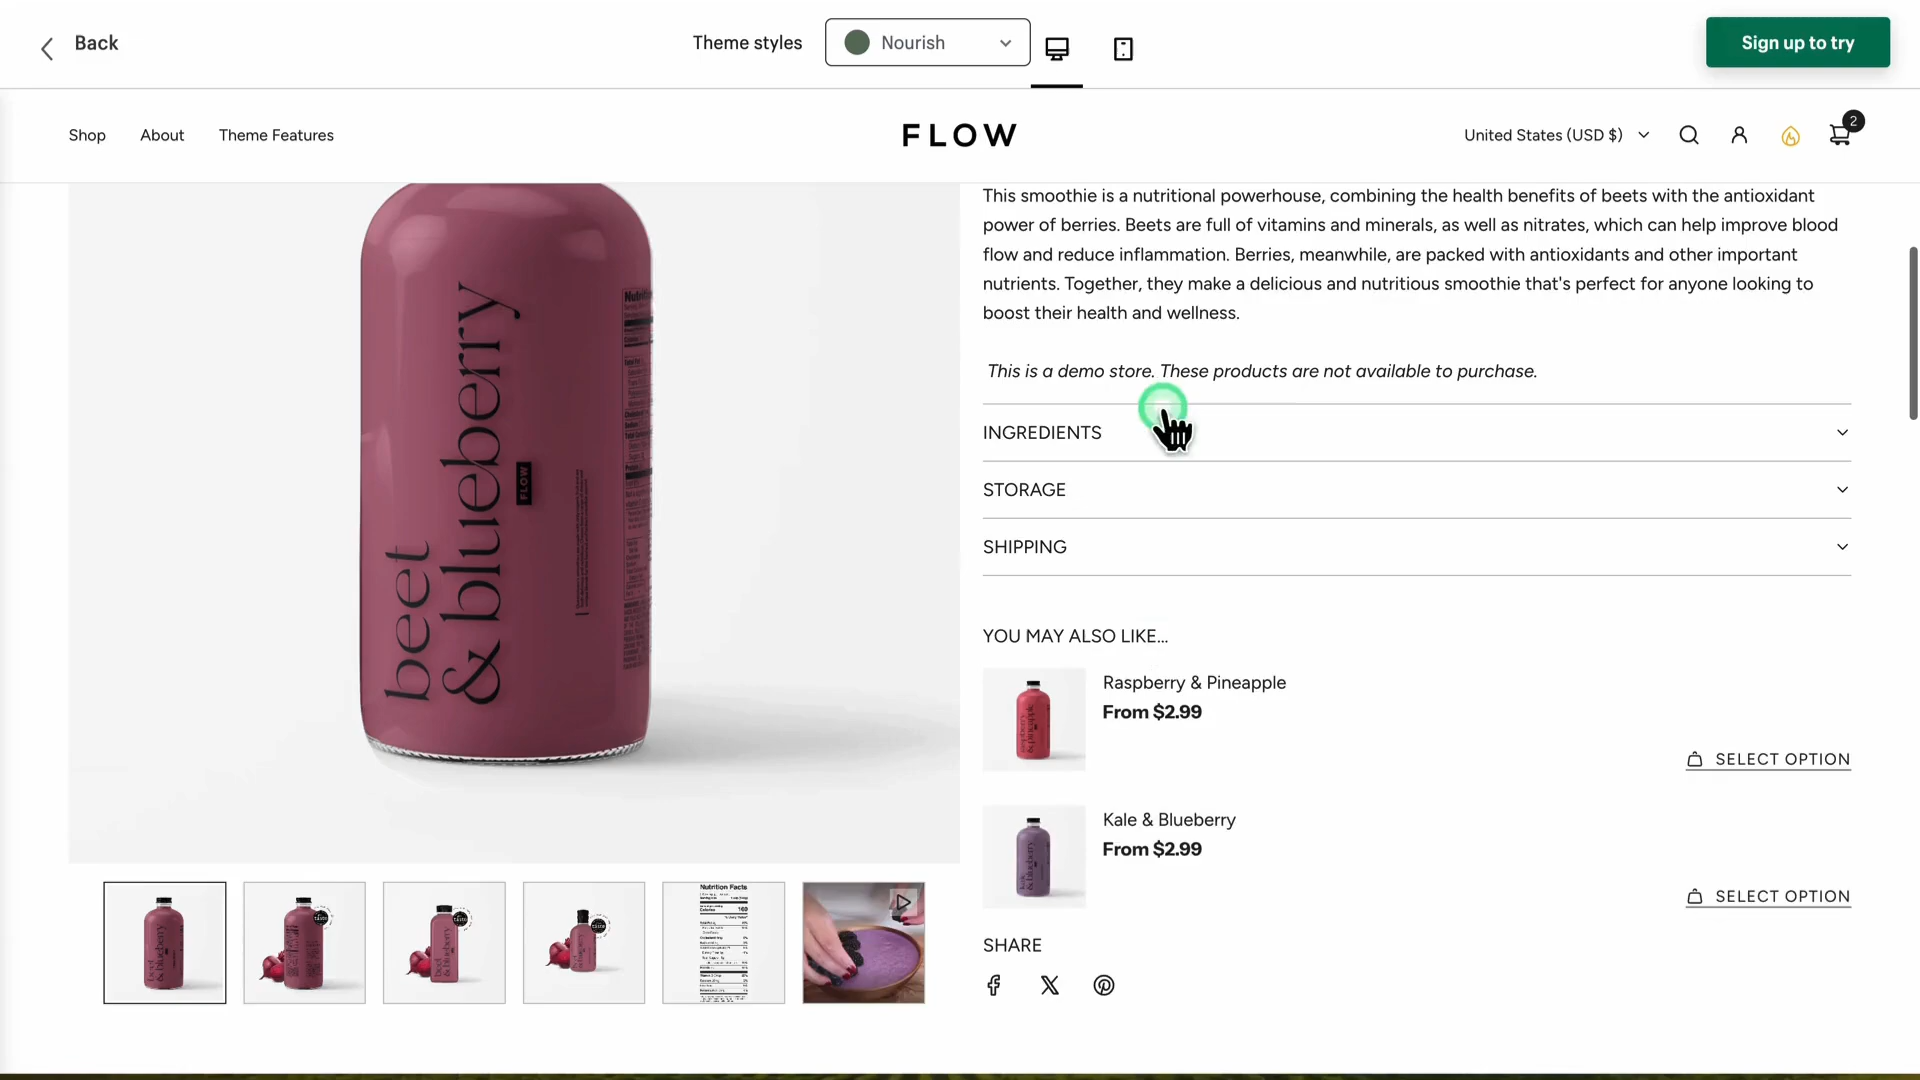 Back
Theme styles
Nourish
Sign up to try
Shop
About
Theme Features
FLOW
United States (USD $)
2
This smoothie is a nutritional powerhouse, combining the health benefits of beets with the antioxidant
power of berries. Beets are full of vitamins and minerals, as well as nitrates, which can help improve blood
flow and reduce inflammation. Berries, meanwhile, are packed with antioxidants and other important
nutrients. Together, they make a delicious and nutritious smoothie that's perfect for anyone looking to
boost their health and wellness.
This is a demo store. These products are not available to purchase.
INGREDIENTS
STORAGE
SHIPPING
YOU MAY ALSO LIKE...
Raspberry & Pineapple
From $2.99
SELECT OPTION
Kale & Blueberry
From $2.99
SELECT OPTION
SHARE
beet
& blueberry
FLOW
Nutrition Facts